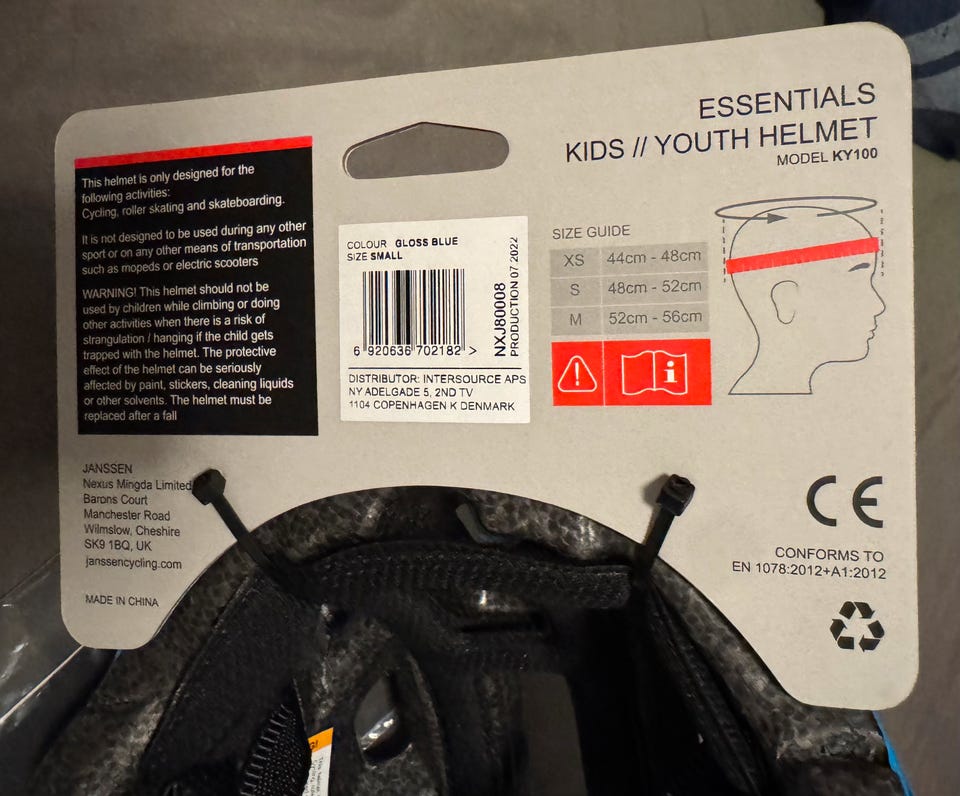 ESSENTIALS
KIDS // YOUTH HELMET
MODEL KY100
This helmet is only designed for the
following activities:
Cycling, roller skating and skateboarding.
It is not designed to be used during any other
sport or on any other means of transportation
such as mopeds or electric scooters
WARNING! This helmet should not be
used by children while climbing or doing
other activities when there is a risk of
strangulation / hanging if the child gets
trapped with the helmet. The protective
effect of the helmet can be seriously
affected by paint, stickers, cleaning liquids
or other solvents. The helmet must be
replaced after a fall
COLOUR GLOSS BLUE
SIZE SMALL
6 920636 702182 >
NXJ80008
PRODUCTION 07 2022
DISTRIBUTOR: INTERSOURCE APS
NY ADELGADE 5, 2ND TV
1104 COPENHAGEN K DENMARK
SIZE GUIDE
XS 44cm - 48cm
S 48cm - 52cm
M 52cm - 56cm
JANSSEN
Nexus Mingda Limited
Barons Court
Manchester Road
Wilmslow, Cheshire
SK9 1BQ, UK
janssencycling.com
MADE IN CHINA
CE
CONFORMS TO
EN 1078:2012+A1:2012